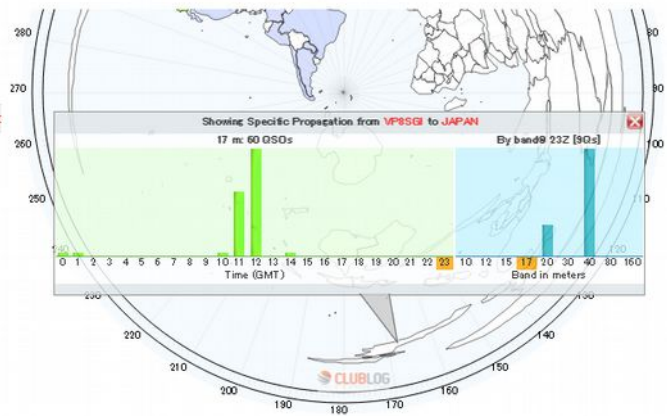 280
80
270
90
Showing Specific Propagation from VP8SGI to JAPAN
260
17 m: 60 QSOs
By band@ 23Z [9Qs]
250
0 1 2 3 4 5 6 7 8 9 10 11 12 13 14 15 16 17 18 19 20 21 22 23
10 12 15 17 20 30 40 80 160
Time (GMT)
Band in meters
220
140
210
150
CLUBLOG
200
160
190
170
180